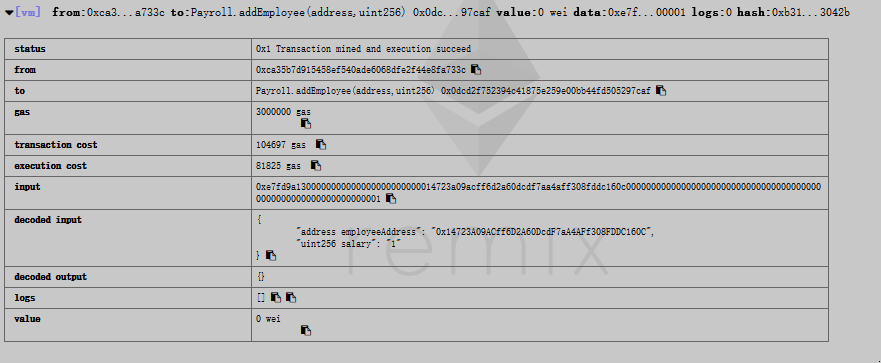 [vm] from:0xca3...a733c to:Payroll.addEmployee(address,uint256) 0x0dc...97caf value:0 wei data:0xe7f...00001 logs:0 hash:0xb31...3042b
status 0x1 Transaction mined and execution succeed
from 0xca35b7d915458ef540ade6068dfe2f44e8fa733c
to Payroll.addEmployee(address,uint256) 0x0dcd2f752394c41875e259e00bb44fd505297caf
gas 3000000 gas
transaction cost 104697 gas
execution cost 81825 gas
input 0xe7fd9a1300000000000000000000000014723a09acff6d2a60dcdf7aa4aff308fddc160c000000000000000000000000000000000000000
0000000000000000000000001
decoded input {
"address employeeAddress": "0x14723A09ACff6D2A60DcdF7aA4AFf308FDDC160C",
"uint256 salary": "1"
}
remix
decoded output {}
logs []
value 0 wei